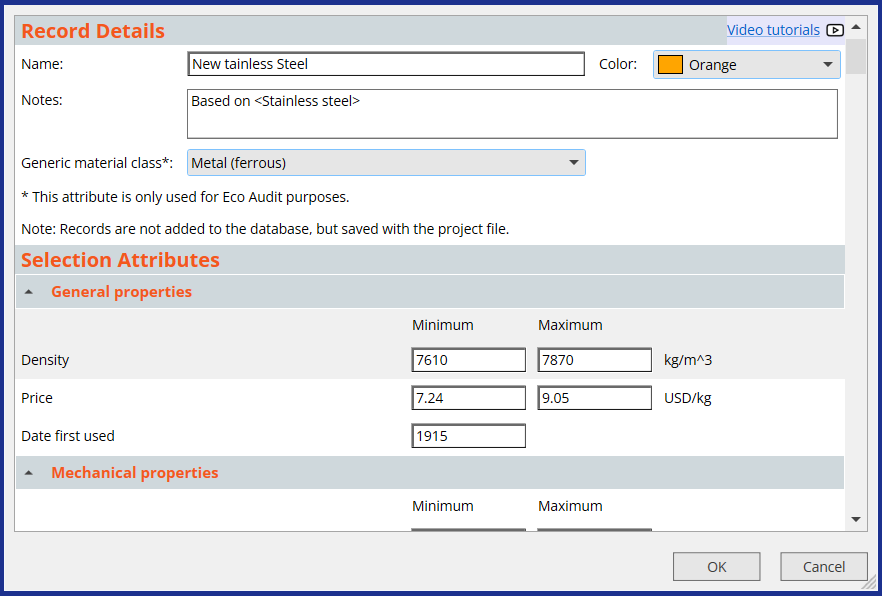 Record Details Video tutorials
Name: New tainless Steel Color: Orange
Notes: Based on <Stainless steel>
Generic material class*: Metal (ferrous)
* This attribute is only used for Eco Audit purposes.
Note: Records are not added to the database, but saved with the project file.
Selection Attributes
General properties
Minimum Maximum
Density 7610 7870 kg/m^3
Price 7.24 9.05 USD/kg
Date first used 1915
Mechanical properties
Minimum Maximum
OK Cancel